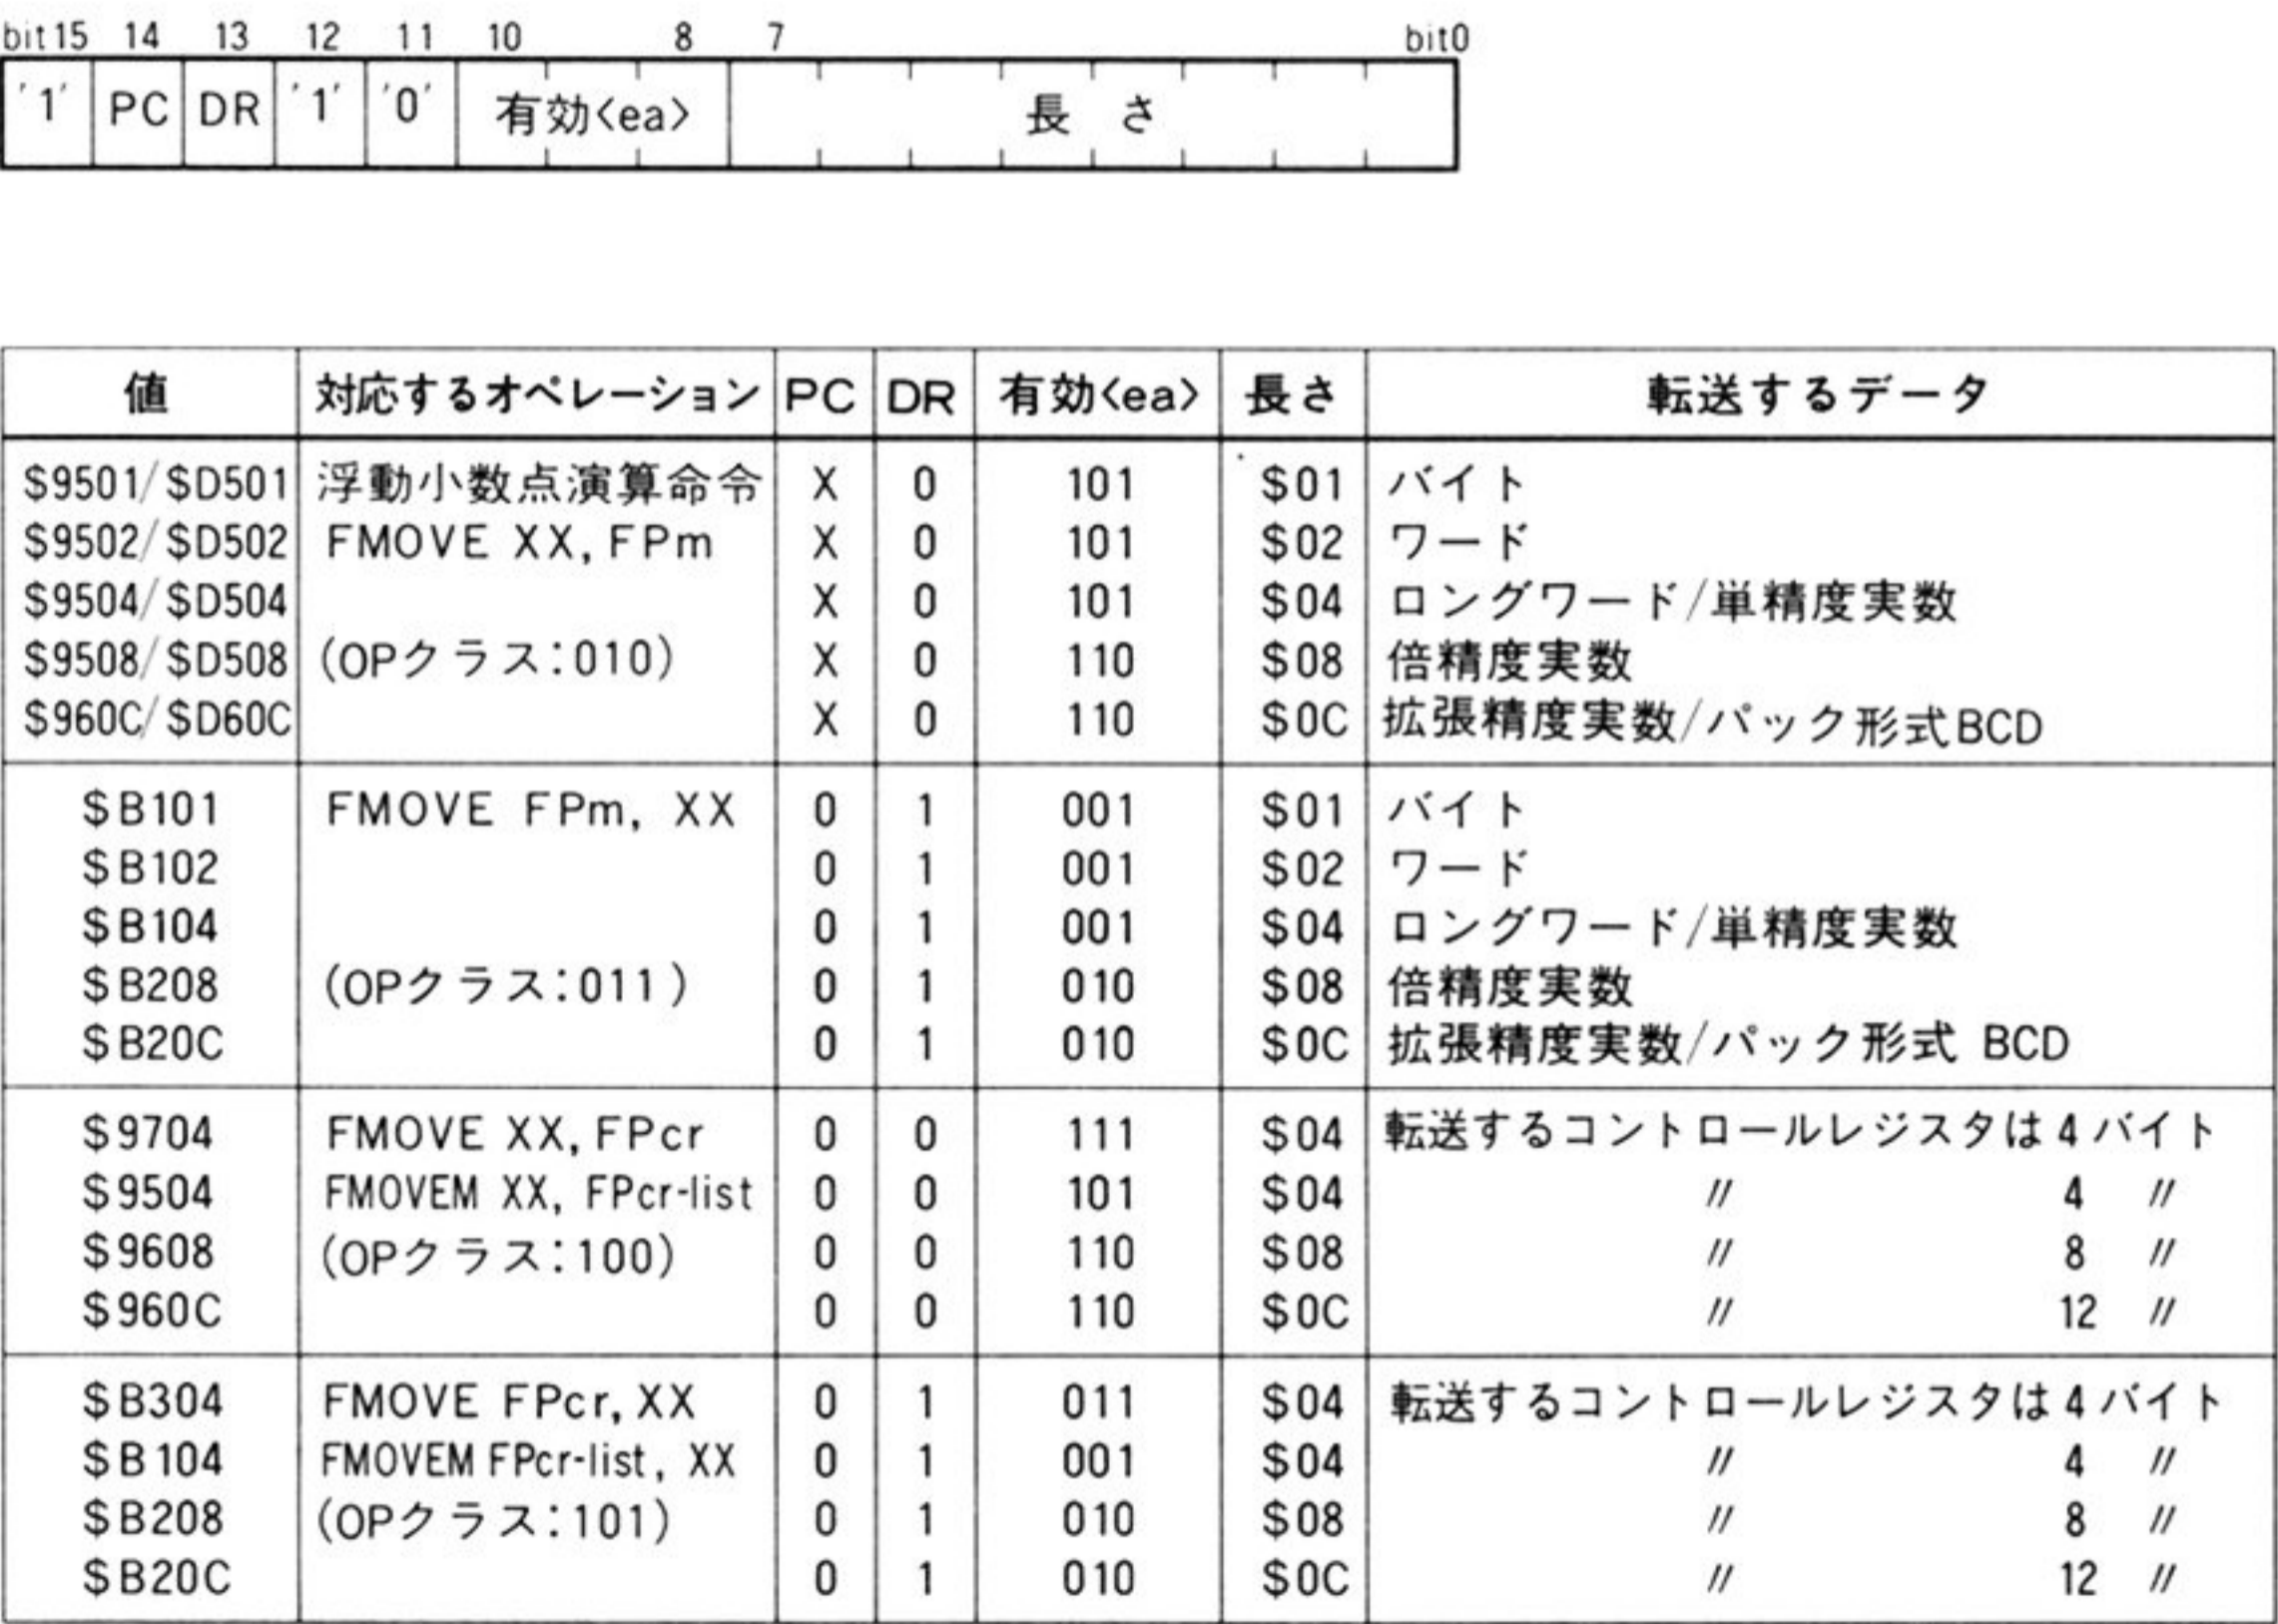 bit15 14 13 12 11 10 8 7 bit0
'1' PC DR '1' '0' 有効<ea> 長さ
値 対応するオペレーション PC DR 有効<ea> 長さ 転送するデータ
$9501/$D501 浮動小数点演算命令 X 0 101 $01 バイト
$9502/$D502 FMOVE XX, FPm X 0 101 $02 ワード
$9504/$D504 X 0 101 $04 ロングワード/単精度実数
$9508/$D508 (OPクラス:010) X 0 110 $08 倍精度実数
$960C/$D60C X 0 110 $0C 拡張精度実数/パック形式BCD
$B101 FMOVE FPm, XX 0 1 001 $01 バイト
$B102 0 1 001 $02 ワード
$B104 0 1 001 $04 ロングワード/単精度実数
$B208 (OPクラス:011) 0 1 010 $08 倍精度実数
$B20C 0 1 010 $0C 拡張精度実数/パック形式 BCD
$9704 FMOVE XX, FPcr 0 0 111 $04 転送するコントロールレジスタは4バイト
$9504 FMOVEM XX, FPcr-list 0 0 101 $04 〃 4 〃
$9608 (OPクラス:100) 0 0 110 $08 〃 8 〃
$960C 0 0 110 $0C 〃 12 〃
$B304 FMOVE FPcr, XX 0 1 011 $04 転送するコントロールレジスタは4バイト
$B104 FMOVEM FPcr-list, XX 0 1 001 $04 〃 4 〃
$B208 (OPクラス:101) 0 1 010 $08 〃 8 〃
$B20C 0 1 010 $0C 〃 12 〃